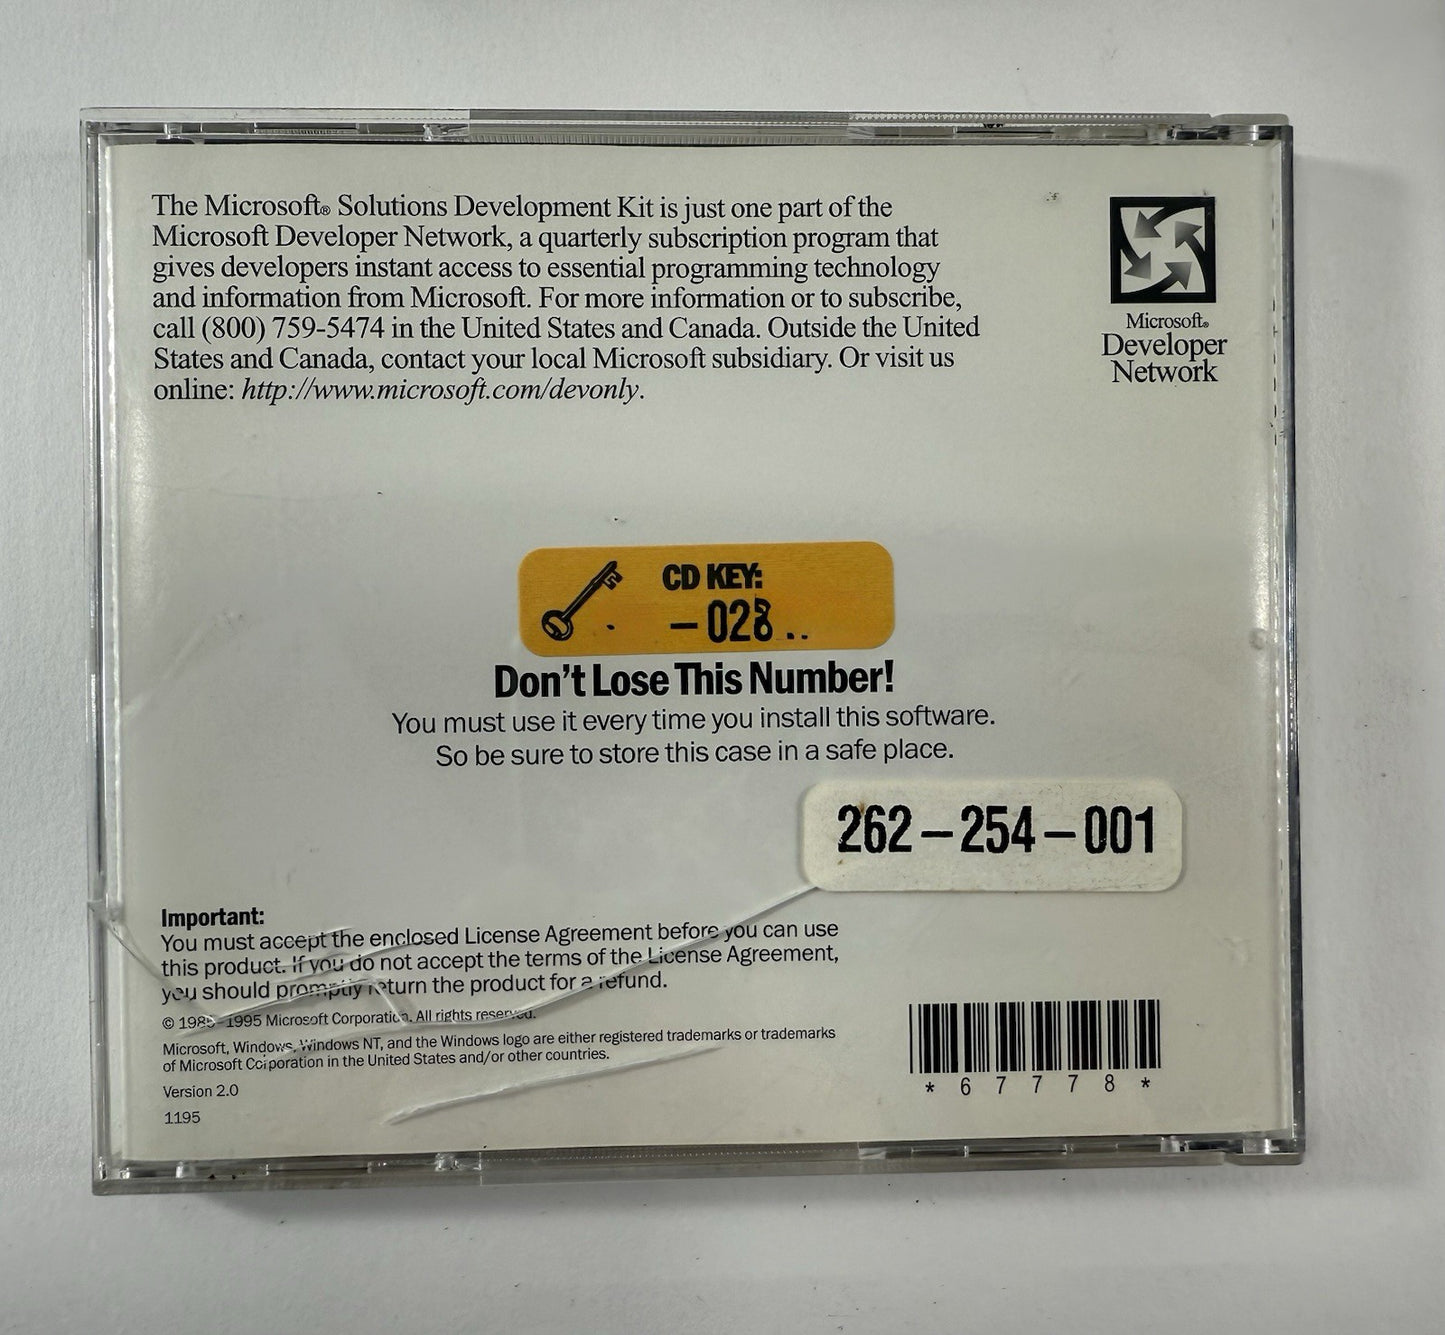 The Microsoft® Solutions Development Kit is just one part of the
Microsoft Developer Network, a quarterly subscription program that
gives developers instant access to essential programming technology
and information from Microsoft. For more information or to subscribe,
call (800) 759-5474 in the United States and Canada. Outside the United
States and Canada, contact your local Microsoft subsidiary. Or visit us
online: http://www.microsoft.com/devonly.
Microsoft®
Developer
Network
CD KEY:
Don't Lose This Number!
You must use it every time you install this software.
So be sure to store this case in a safe place.
262-254-001
Important:
You must accept the enclosed License Agreement before you can use
this product. If you do not accept the terms of the License Agreement,
you should promptly return the product for a refund.
© 1985-1995 Microsoft Corporation. All rights reserved.
Microsoft, Windows, Windows NT, and the Windows logo are either registered trademarks or trademarks
of Microsoft Corporation in the United States and/or other countries.
Version 2.0
1195
*67778*